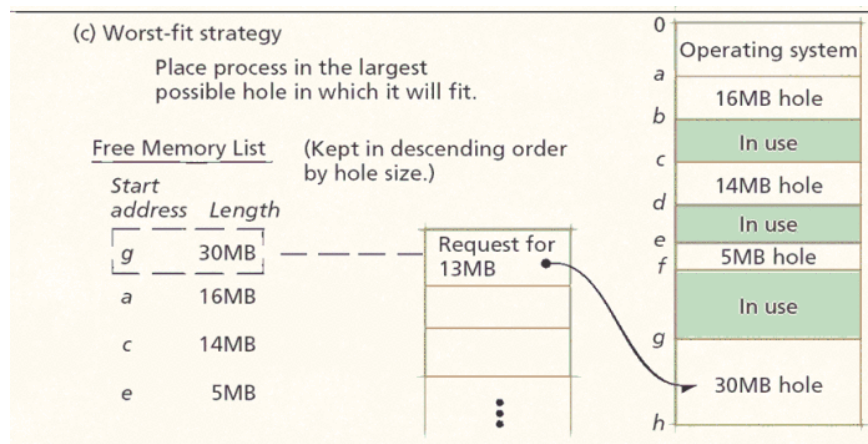 (c) Worst-fit strategy
Place process in the largest
possible hole in which it will fit.
Free Memory List
(Kept in descending order
by hole size.)
Start
address Length
g 30MB
a 16MB
c 14MB
e 5MB
Request for
13MB
0
Operating system
a
16MB hole
b
In use
c
14MB hole
d
In use
e
5MB hole
f
In use
g
30MB hole
h